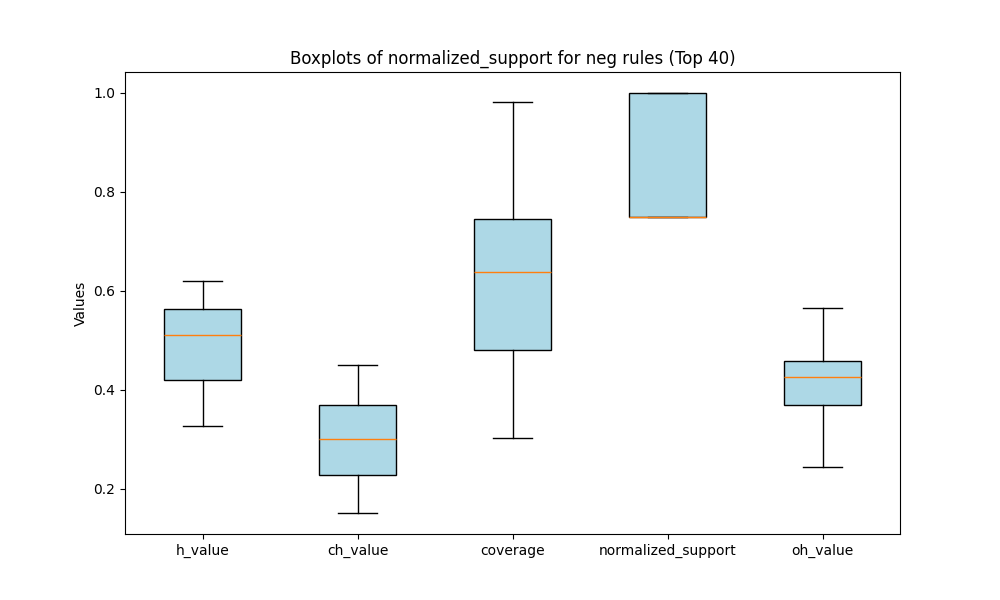 Boxplots of normalized_support for neg rules (Top 40)
Values
1.0
0.8
0.6
0.4
0.2
h_value
ch_value
coverage
normalized_support
oh_value